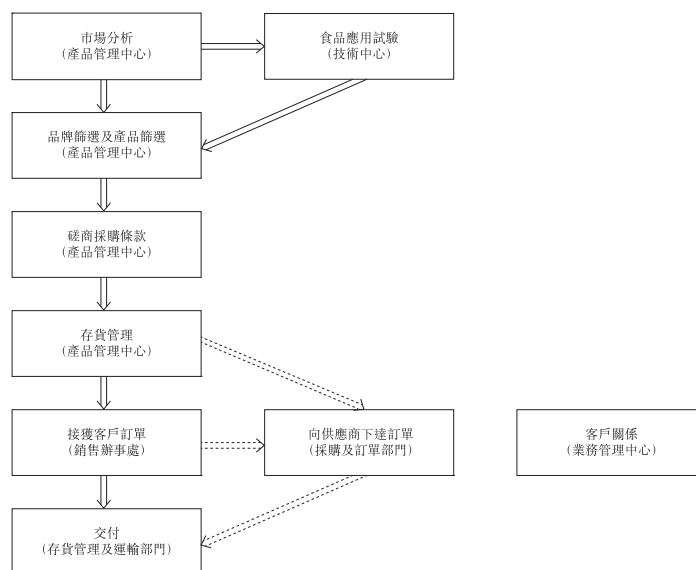 市場分析
（產品管理中心）
食品應用試驗
（技術中心）
品牌篩選及產品篩選
（產品管理中心）
磋商採購條款
（產品管理中心）
存貨管理
（產品管理中心）
接獲客戶訂單
（銷售辦事處）
向供應商下達訂單
（採購及訂單部門）
客戶關係
（業務管理中心）
交付
（存貨管理及運輸部門）